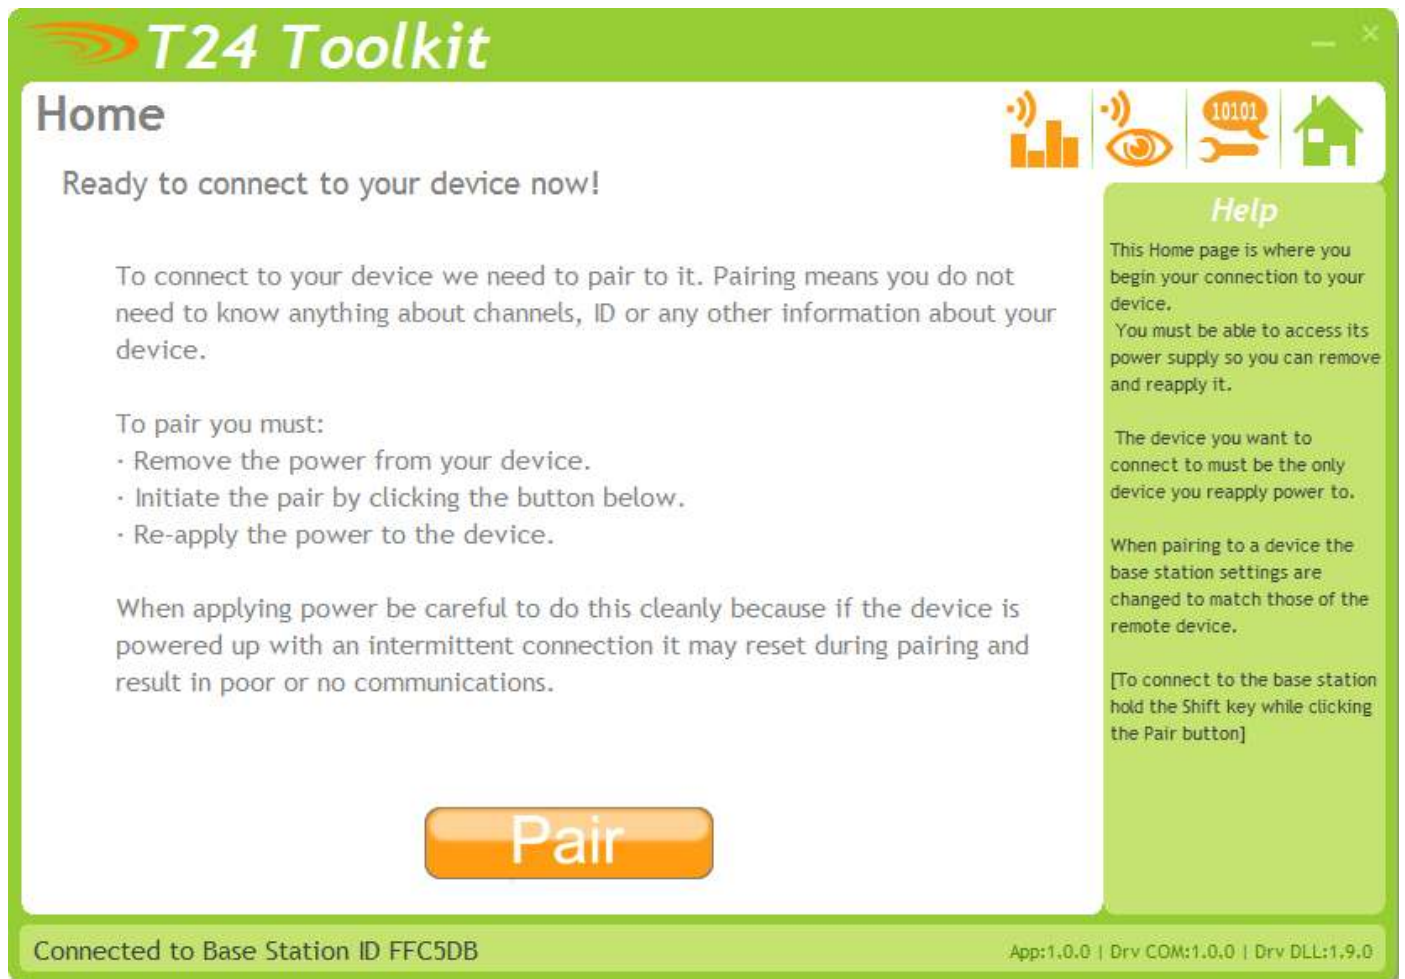 T24 Toolkit
Home
10101
Ready to connect to your device now!
To connect to your device we need to pair to it. Pairing means you do not
need to know anything about channels, ID or any other information about your
device.
To pair you must:
· Remove the power from your device.
· Initiate the pair by clicking the button below.
· Re-apply the power to the device.
When applying power be careful to do this cleanly because if the device is
powered up with an intermittent connection it may reset during pairing and
result in poor or no communications.
Pair
Help
This Home page is where you
begin your connection to your
device.
You must be able to access its
power supply so you can remove
and reapply it.
The device you want to
connect to must be the only
device you reapply power to.
When pairing to a device the
base station settings are
changed to match those of the
remote device.
[To connect to the base station
hold the Shift key while clicking
the Pair button]
Connected to Base Station ID FFC5DB
App:1.0.0 | Drv COM:1.0.0 | Drv DLL:1.9.0